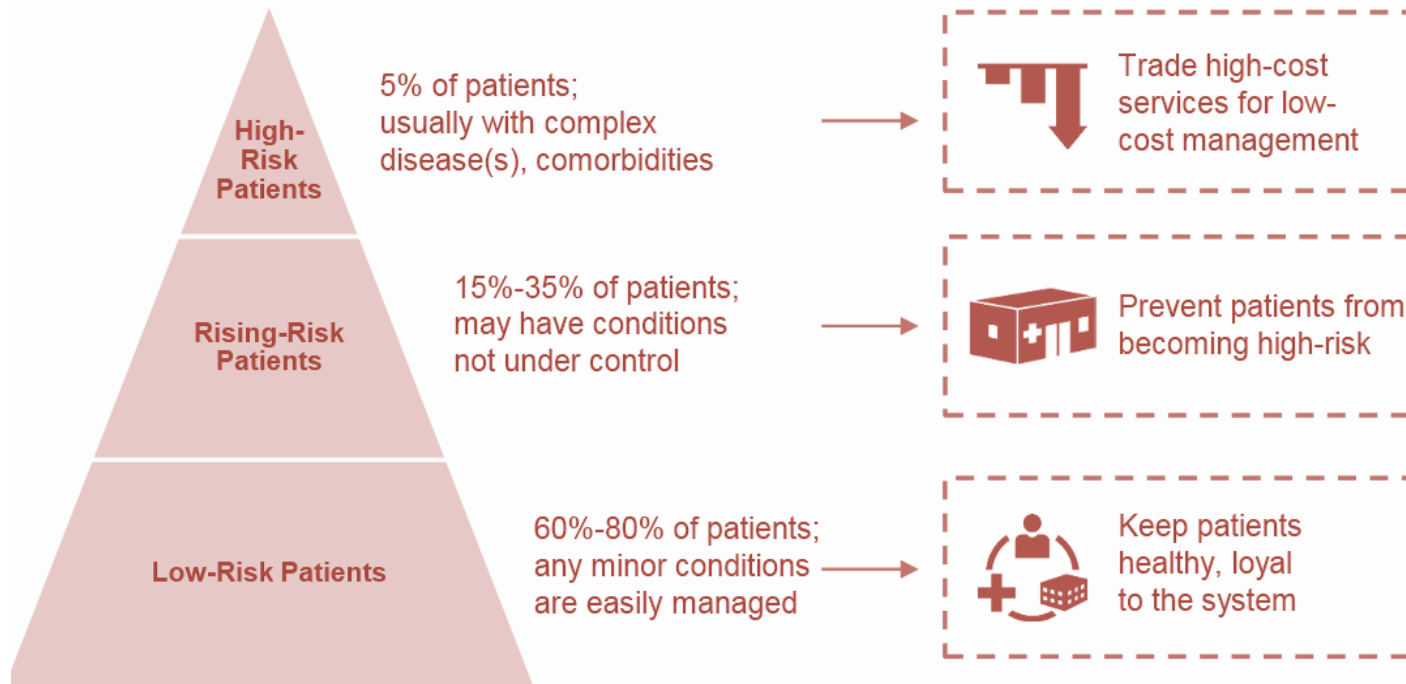 High-
Risk
Patients
5% of patients;
usually with complex
disease(s), comorbidities
Trade high-cost
services for low-
cost management
Rising-Risk
Patients
15%-35% of patients;
may have conditions
not under control
Prevent patients from
becoming high-risk
Low-Risk Patients
60%-80% of patients;
any minor conditions
are easily managed
Keep patients
healthy, loyal
to the system